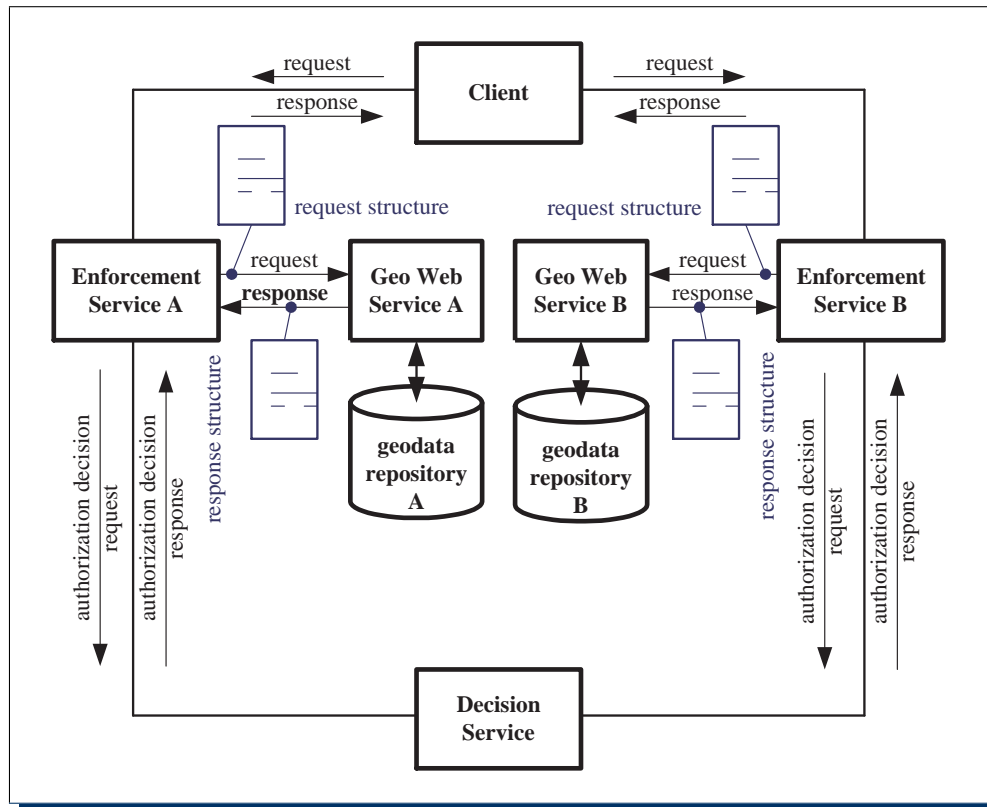 request
request
Client
response
response
request structure
request structure
Enforcement
Service A
request
response
Geo Web
Service A
Geo Web
Service B
request
response
Enforcement
Service B
response structure
response structure
geodata
repository
A
geodata
repository
B
authorization decision
request
authorization decision
response
authorization decision
request
authorization decision
response
Decision
Service